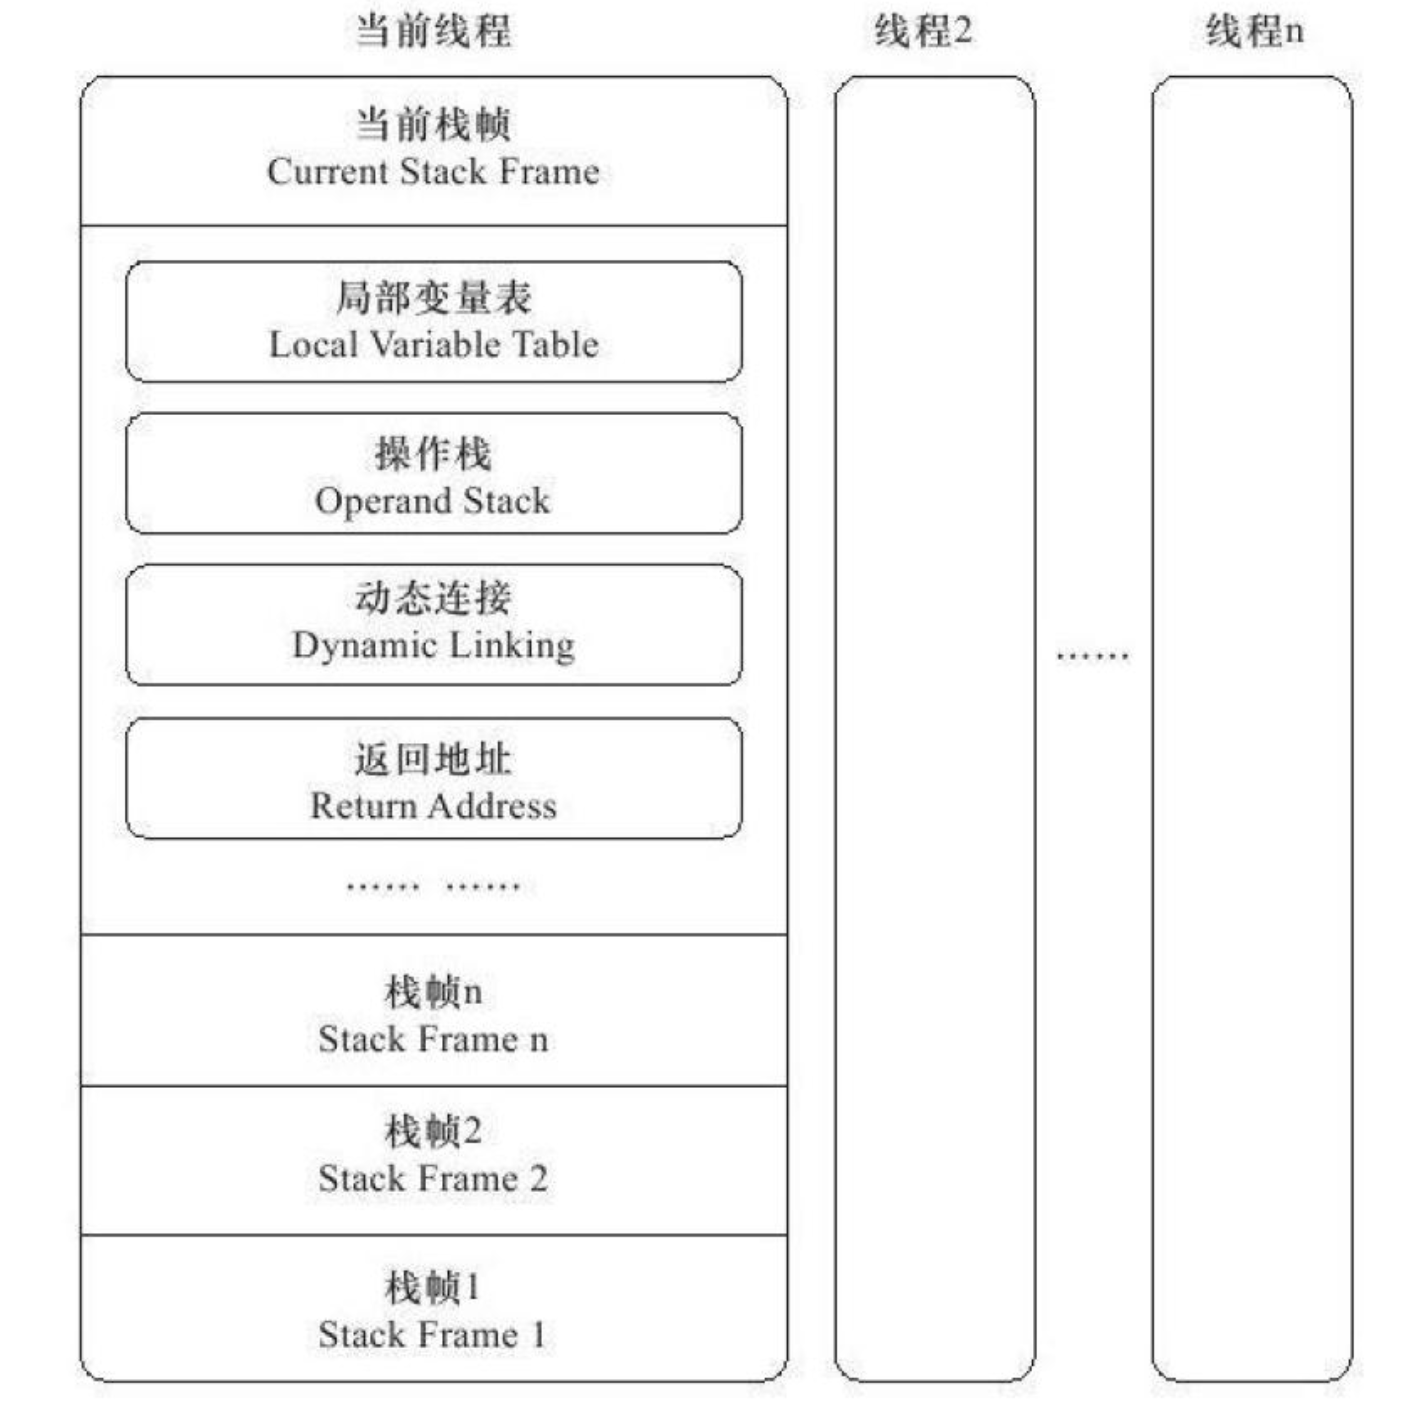 当前线程
线程2
线程n
当前栈帧
Current Stack Frame
局部变量表
Local Variable Table
操作栈
Operand Stack
动态连接
Dynamic Linking
返回地址
Return Address
…… ……
……
栈帧n
Stack Frame n
栈帧2
Stack Frame 2
栈帧1
Stack Frame 1